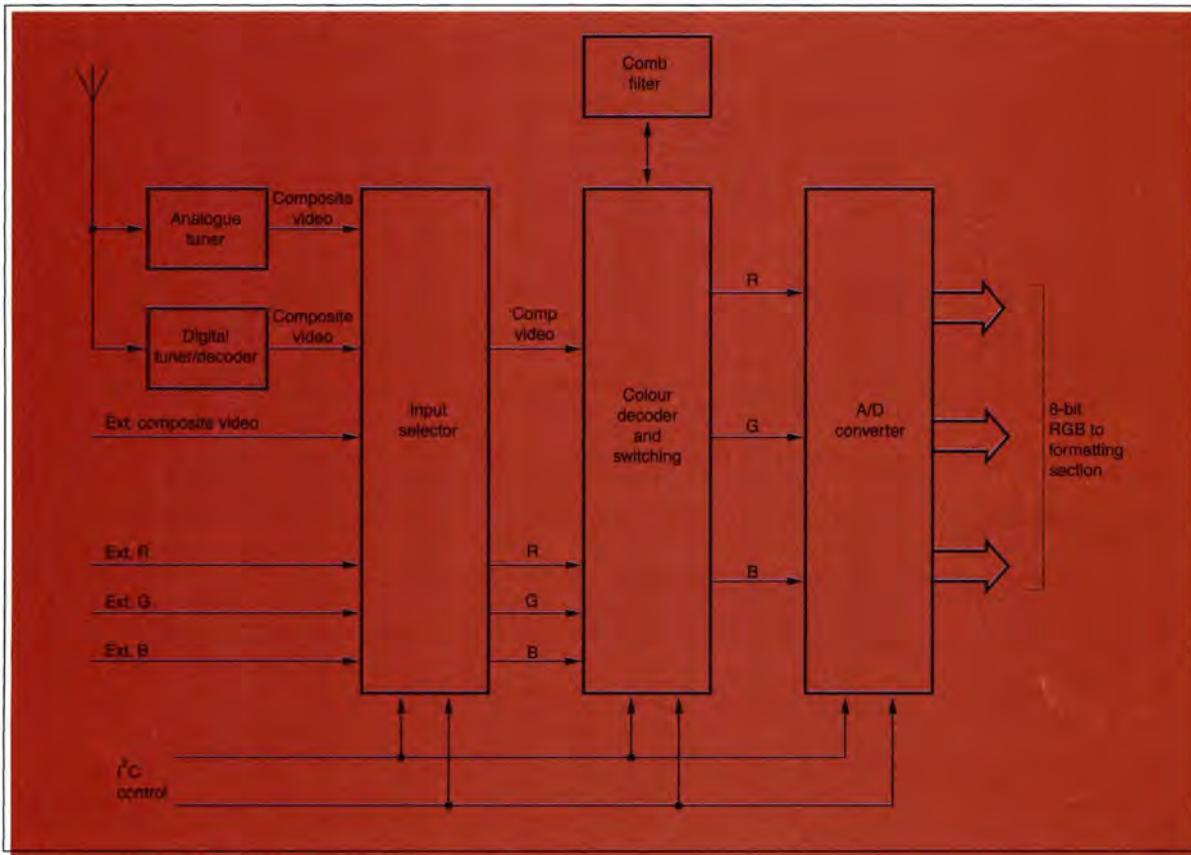 Comb
filter
Analogue
tuner
Composite
video
Digital
tuner/decoder
Composite
video
Ext. composite video
Input
selector
Comp
video
Colour
decoder
and
switching
R
G
B
A/D
converter
8-bit
RGB to
formatting
section
Ext. R
Ext. G
Ext. B
R
G
B
I²C
control